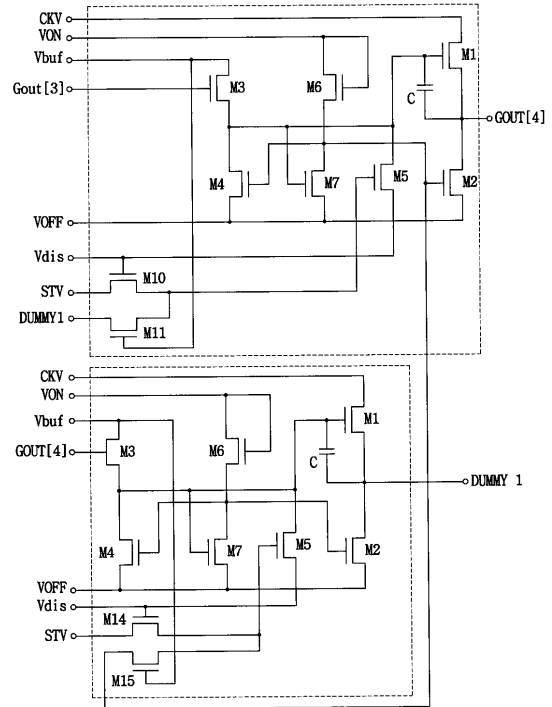 CKV
VON
Vbuf
Gout[3]
M3
M6
M1
C
GOUT[4]
M4
M7
M5
M2
VOFF
Vdis
M10
STV
DUMMY1
M11
CKV
VON
Vbuf
GOUT[4]
M3
M6
M1
C
DUMMY 1
M4
M7
M5
M2
VOFF
Vdis
M14
STV
M15